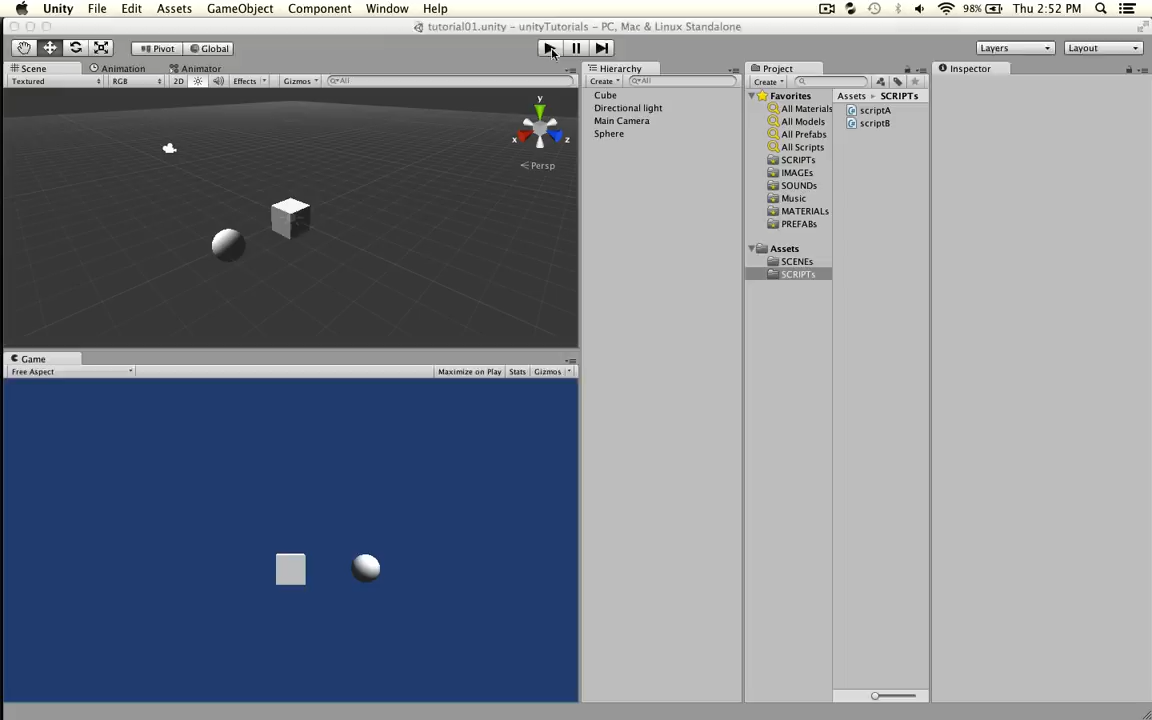 Unity File Edit Assets GameObject Component Window Help 98% Thu 2:52 PM
tutorial01.unity – unityTutorials – PC, Mac & Linux Standalone
Pivot Global Layers Layout
Scene Animation Animator Hierarchy Project Inspector
Textured RGB 2D Effects Gizmos All Create All Create
Cube
Directional light
Main Camera
Sphere
Favorites
All Materials
All Models
All Prefabs
All Scripts
SCRIPTs
IMAGEs
SOUNDs
Music
MATERIALs
PREFABs
Assets
SCENEs
SCRIPTs
Assets SCRIPTs
scriptA
scriptB
y
x z
Persp
Game
Free Aspect Maximize on Play Stats Gizmos